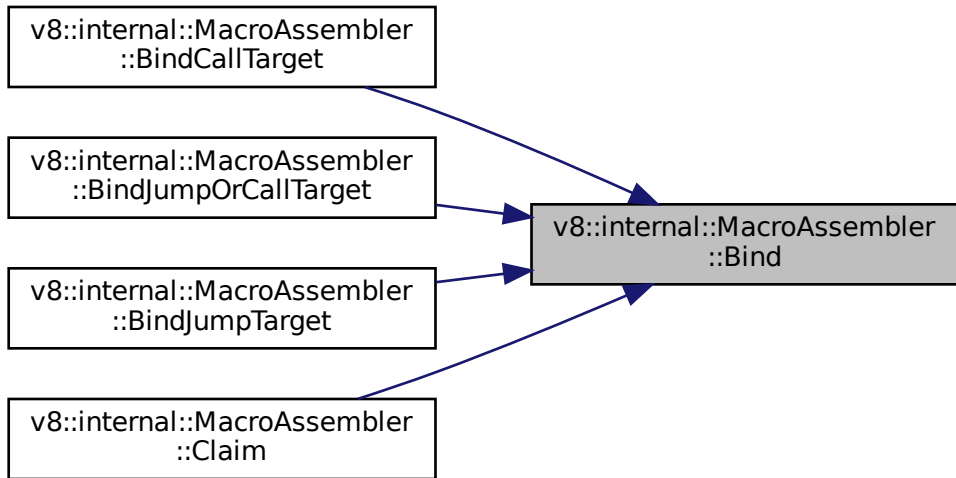 v8::internal::MacroAssembler
::BindCallTarget
v8::internal::MacroAssembler
::BindJumpOrCallTarget
v8::internal::MacroAssembler
::Bind
v8::internal::MacroAssembler
::BindJumpTarget
v8::internal::MacroAssembler
::Claim